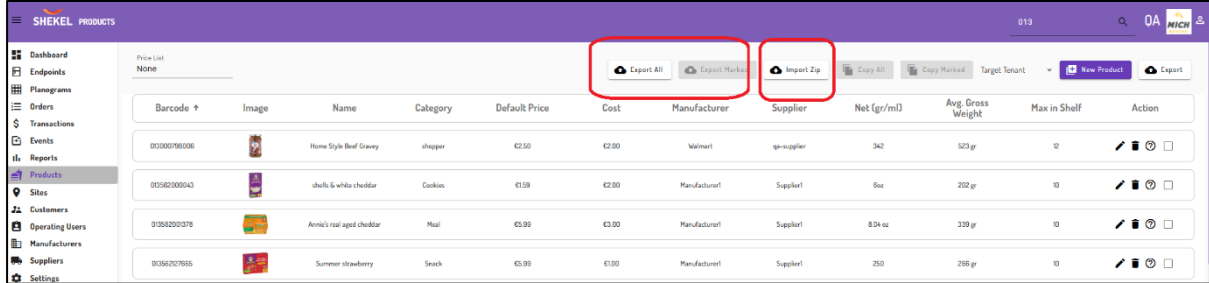 SHEKEL PRODUCTS
013
QA
MICH
Dashboard
Endpoints
Planograms
Orders
Transactions
Events
Reports
Products
Sites
Customers
Operating Users
Manufacturers
Suppliers
Settings
Price List
None
Export All
Export Marked
Import Zip
Copy All
Copy Marked
Target Tenant
New Product
Export
Barcode ↑ Image Name Category Default Price Cost Manufacturer Supplier Net (gr/ml) Avg. Gross Weight Max in Shelf Action
013000798006 Home Style Beef Gravey shopper €2.50 €2.00 Walmart qa-supplier 342 523 gr 12
013562000043 shells & white cheddar Cookies €1.59 €2.00 Manufacturer1 Supplier1 6oz 202 gr 10
013562001378 Annie's real aged cheddar Meal €5.99 €3.00 Manufacturer1 Supplier1 8.04 oz 339 gr 10
013562127665 Summer strawberry Snack €5.99 €1.00 Manufacturer1 Supplier1 250 266 gr 10